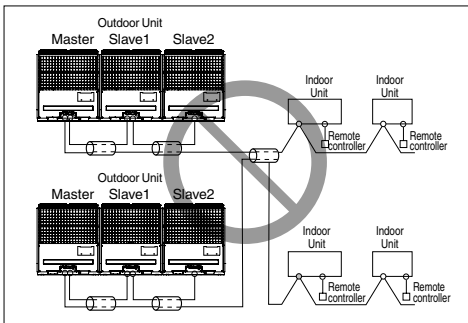 Outdoor Unit
Master Slave1 Slave2
Indoor
Unit
Indoor
Unit
Remote
controller
Remote
controller
Outdoor Unit
Master Slave1 Slave2
Indoor
Unit
Indoor
Unit
Remote
controller
Remote
controller